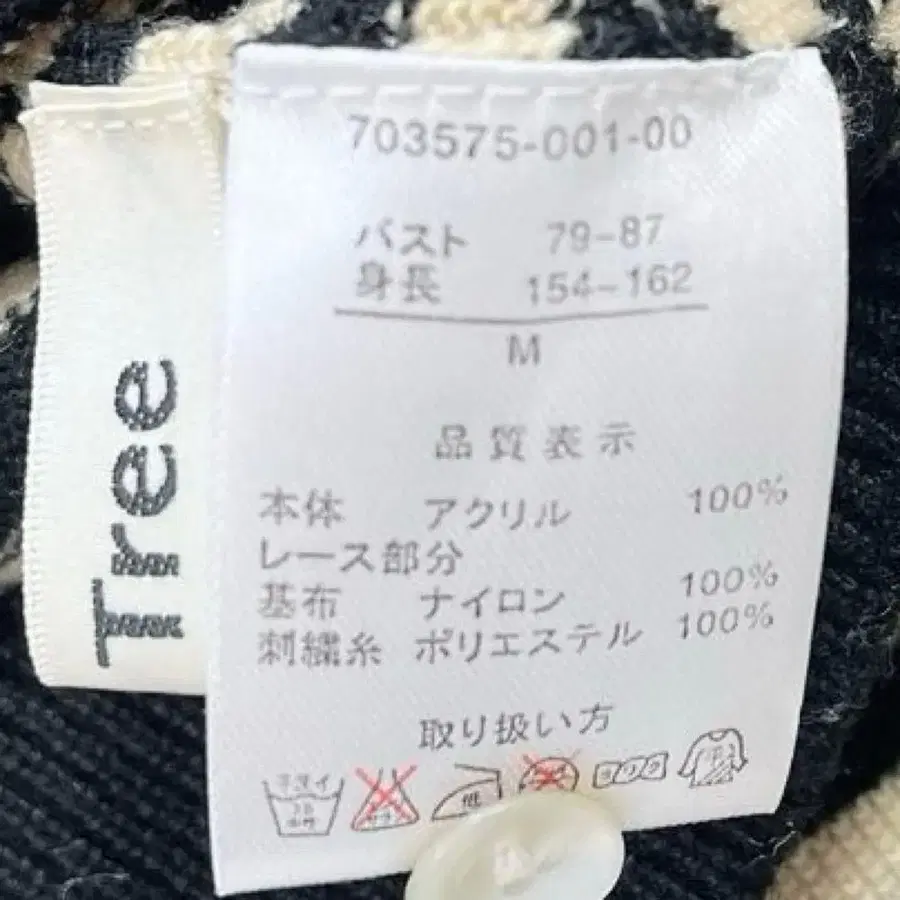 Tree
703575-001-00
バスト 79-87
身長 154-162
M
品質表示
本体 アクリル 100%
レース部分
基布 ナイロン 100%
刺繍糸 ポリエステル 100%
取り扱い方
低